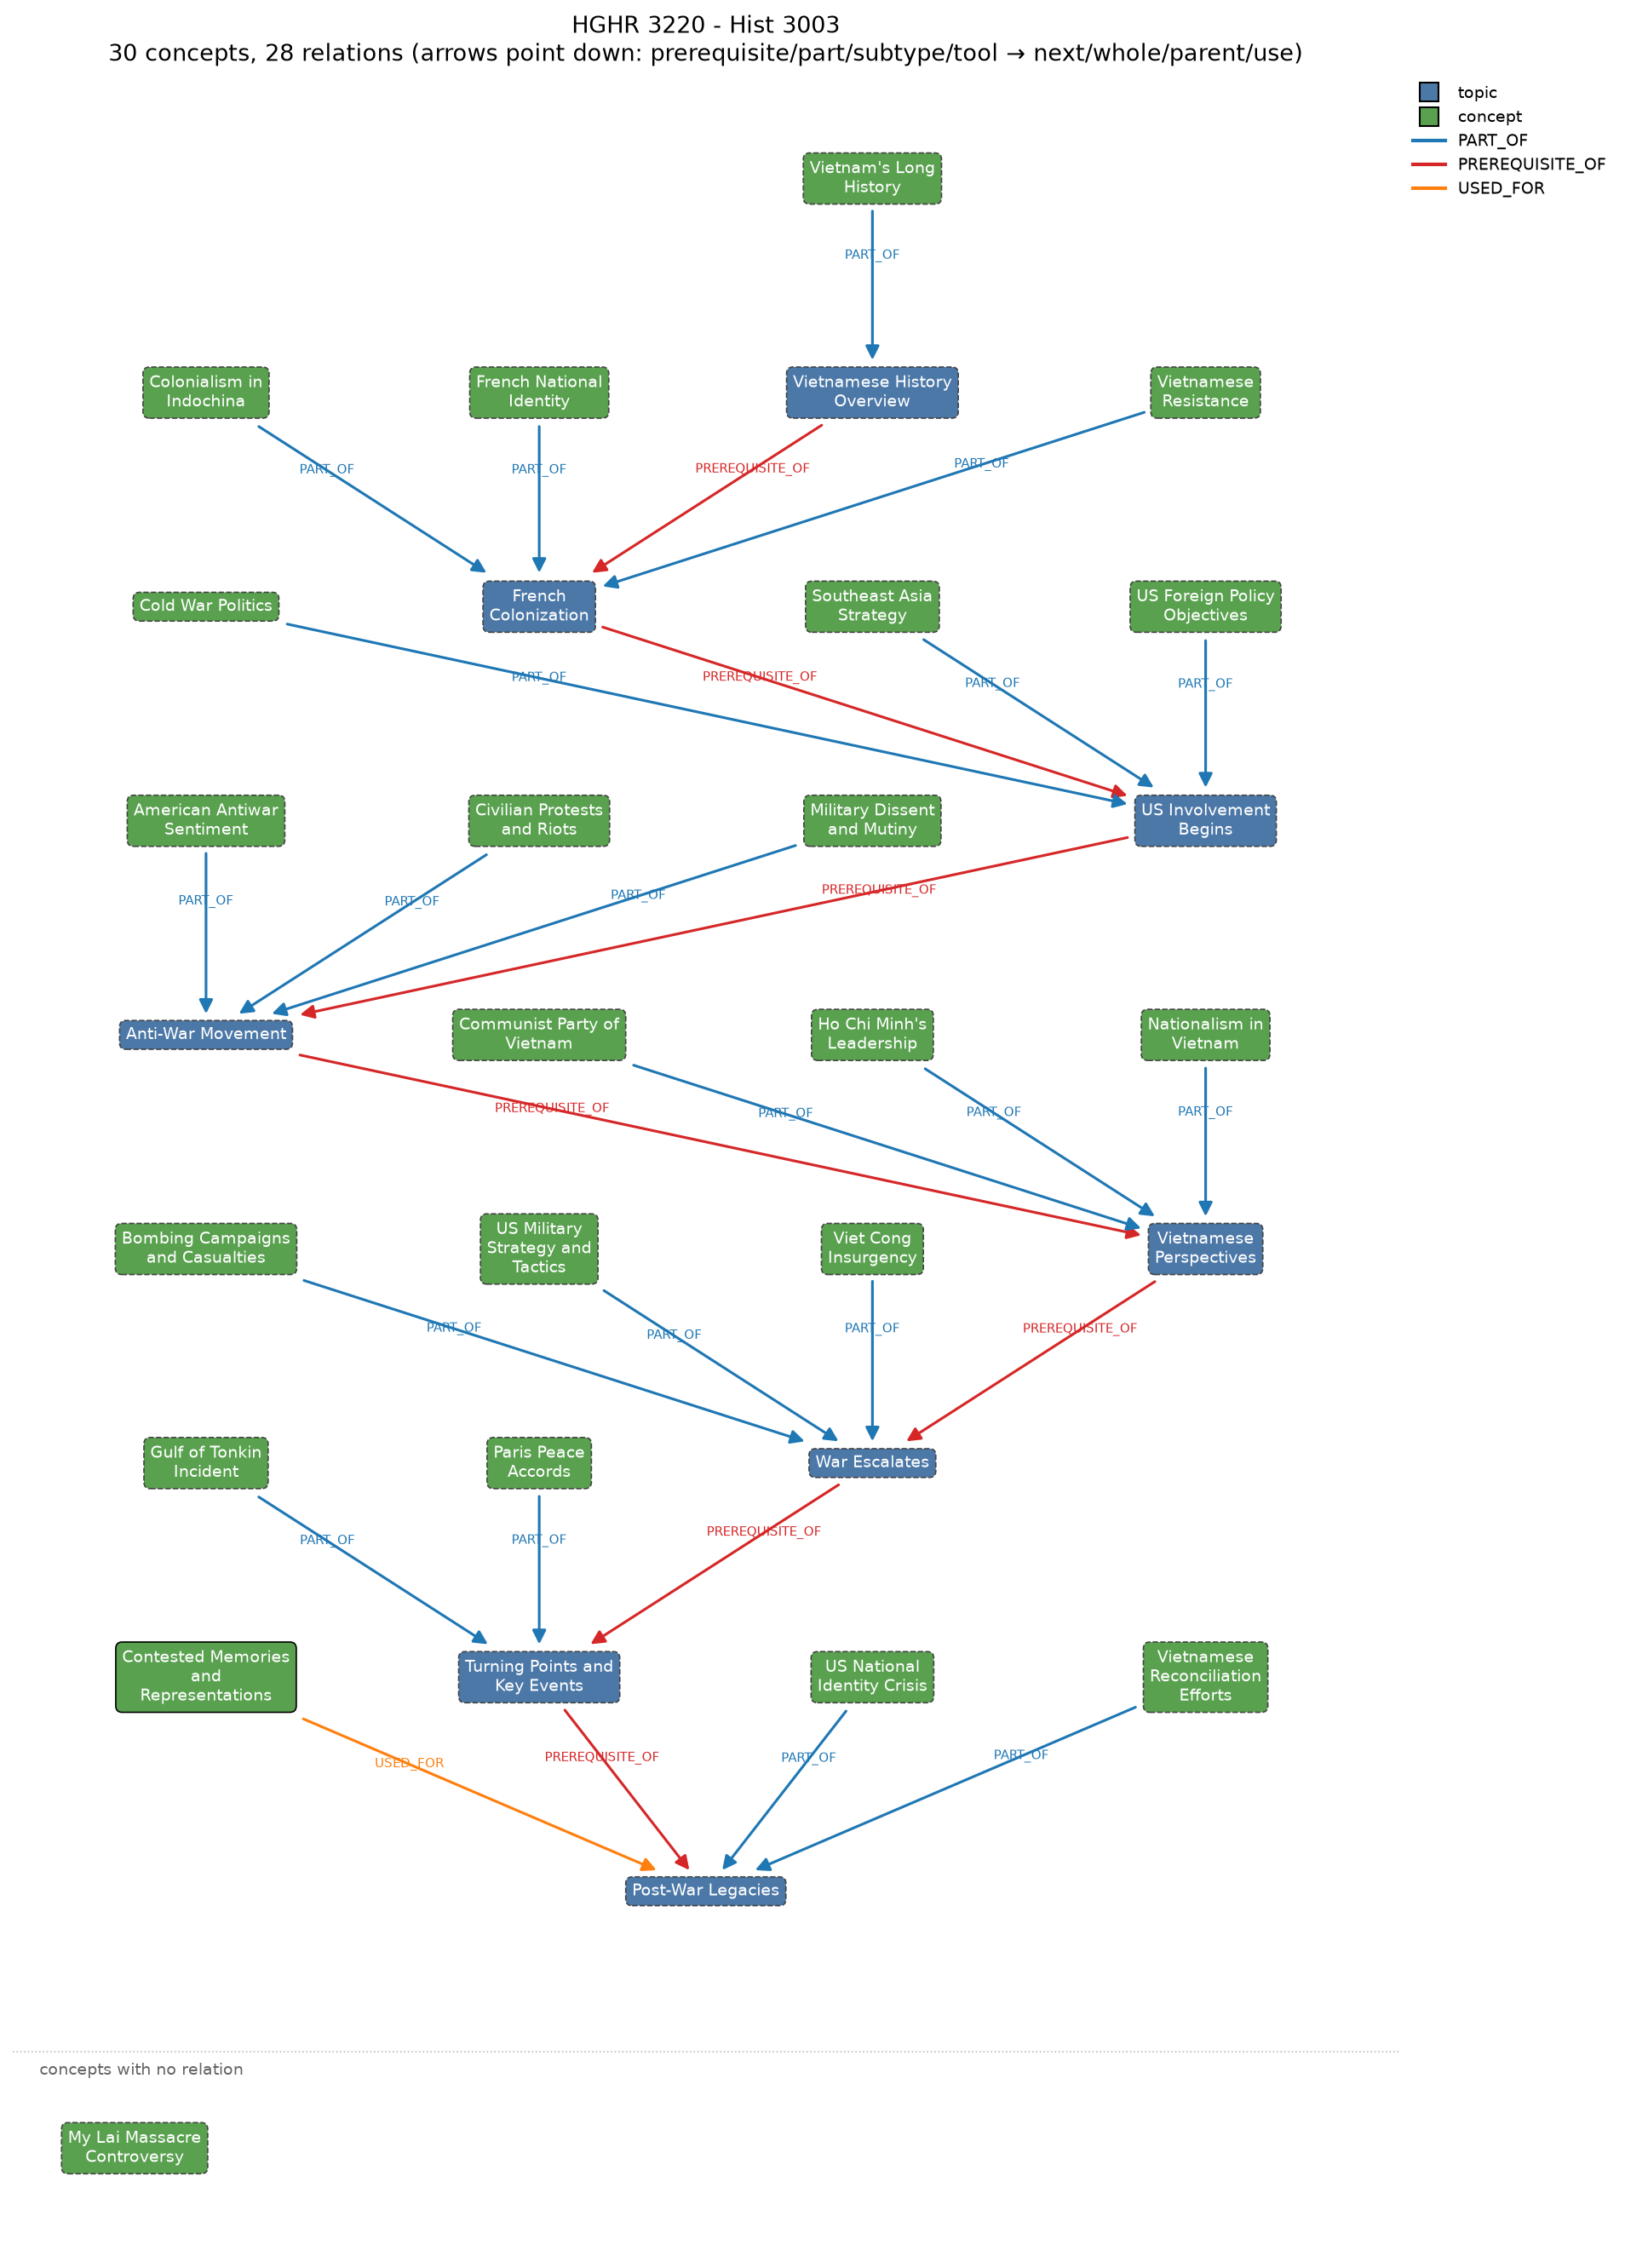 HGHR 3220 - Hist 3003
30 concepts, 28 relations (arrows point down: prerequisite/part/subtype/tool → next/whole/parent/use)
topic
concept
PART_OF
PREREQUISITE_OF
USED_FOR
Vietnam's Long
History
PART_OF
Colonialism in
Indochina
French National
Identity
Vietnamese History
Overview
Vietnamese
Resistance
PART_OF
PART_OF
PREREQUISITE_OF
PART_OF
Cold War Politics
French
Colonization
Southeast Asia
Strategy
US Foreign Policy
Objectives
PART_OF
PREREQUISITE_OF
PART_OF
PART_OF
American Antiwar
Sentiment
Civilian Protests
and Riots
Military Dissent
and Mutiny
US Involvement
Begins
PART_OF
PART_OF
PART_OF
PREREQUISITE_OF
Anti-War Movement
Communist Party of
Vietnam
Ho Chi Minh's
Leadership
Nationalism in
Vietnam
PREREQUISITE_OF
PART_OF
PART_OF
PART_OF
Bombing Campaigns
and Casualties
US Military
Strategy and
Tactics
Viet Cong
Insurgency
Vietnamese
Perspectives
PART_OF
PART_OF
PART_OF
PREREQUISITE_OF
Gulf of Tonkin
Incident
Paris Peace
Accords
War Escalates
PART_OF
PART_OF
PREREQUISITE_OF
Contested Memories
and
Representations
Turning Points and
Key Events
US National
Identity Crisis
Vietnamese
Reconciliation
Efforts
USED_FOR
PREREQUISITE_OF
PART_OF
PART_OF
Post-War Legacies
concepts with no relation
My Lai Massacre
Controversy